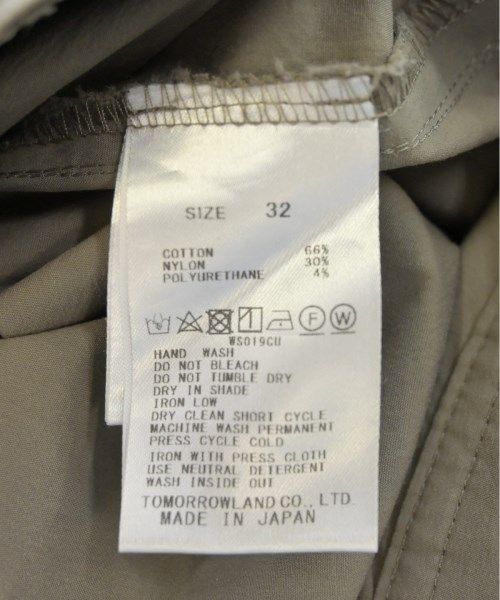 SIZE 32
COTTON 66%
NYLON 30%
POLYURETHANE 4%
F W
WS019CU
HAND WASH
DO NOT BLEACH
DO NOT TUMBLE DRY
DRY IN SHADE
IRON LOW
DRY CLEAN SHORT CYCLE
MACHINE WASH PERMANENT
PRESS CYCLE COLD
IRON WITH PRESS CLOTH
USE NEUTRAL DETERGENT
WASH INSIDE OUT
TOMORROWLAND CO., LTD.
MADE IN JAPAN